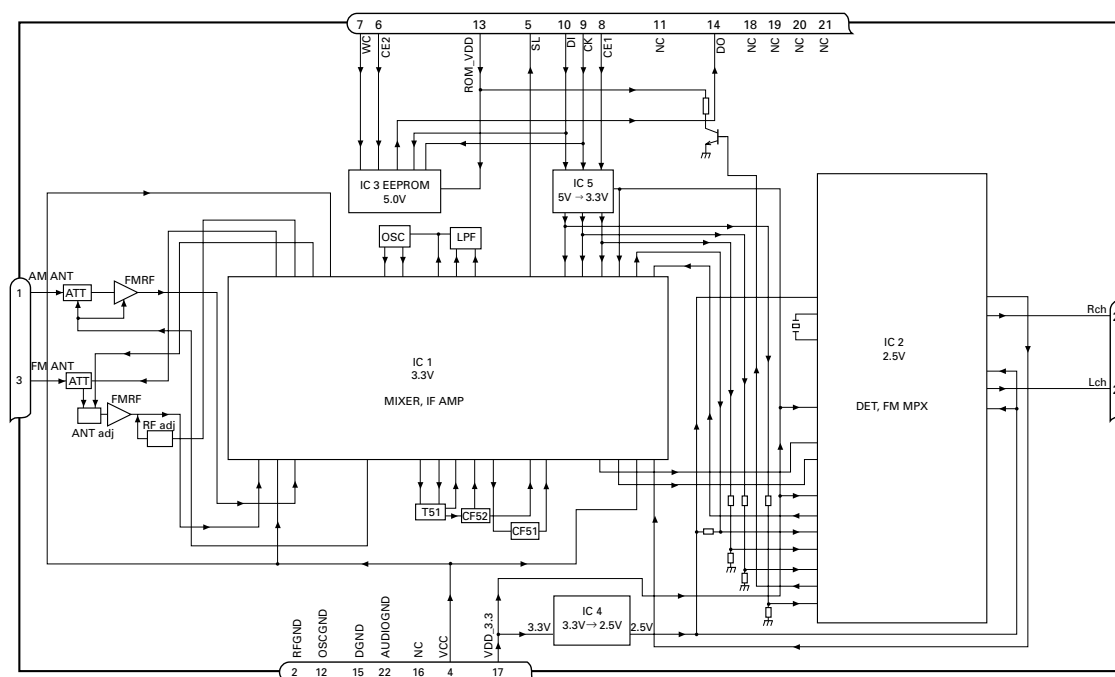 7 6 13 5 10 9 8 11 14 18 19 20 21
WC CE2 ROM_VDD SL DI CK CE1 NC DO NC NC NC NC
IC 3 EEPROM
5.0V
IC 5
5V → 3.3V
OSC
LPF
AM ANT
FMRF
1
ATT
FM ANT
3
ATT
FMRF
ANT adj
RF adj
IC 1
3.3V
MIXER, IF AMP
IC 2
2.5V
DET, FM MPX
Rch
Lch
T51
CF52
CF51
IC 4
3.3V→2.5V
3.3V
2.5V
RFGND OSCGND DGND AUDIOGND NC VCC VDD_3.3
2 12 15 22 16 4 17